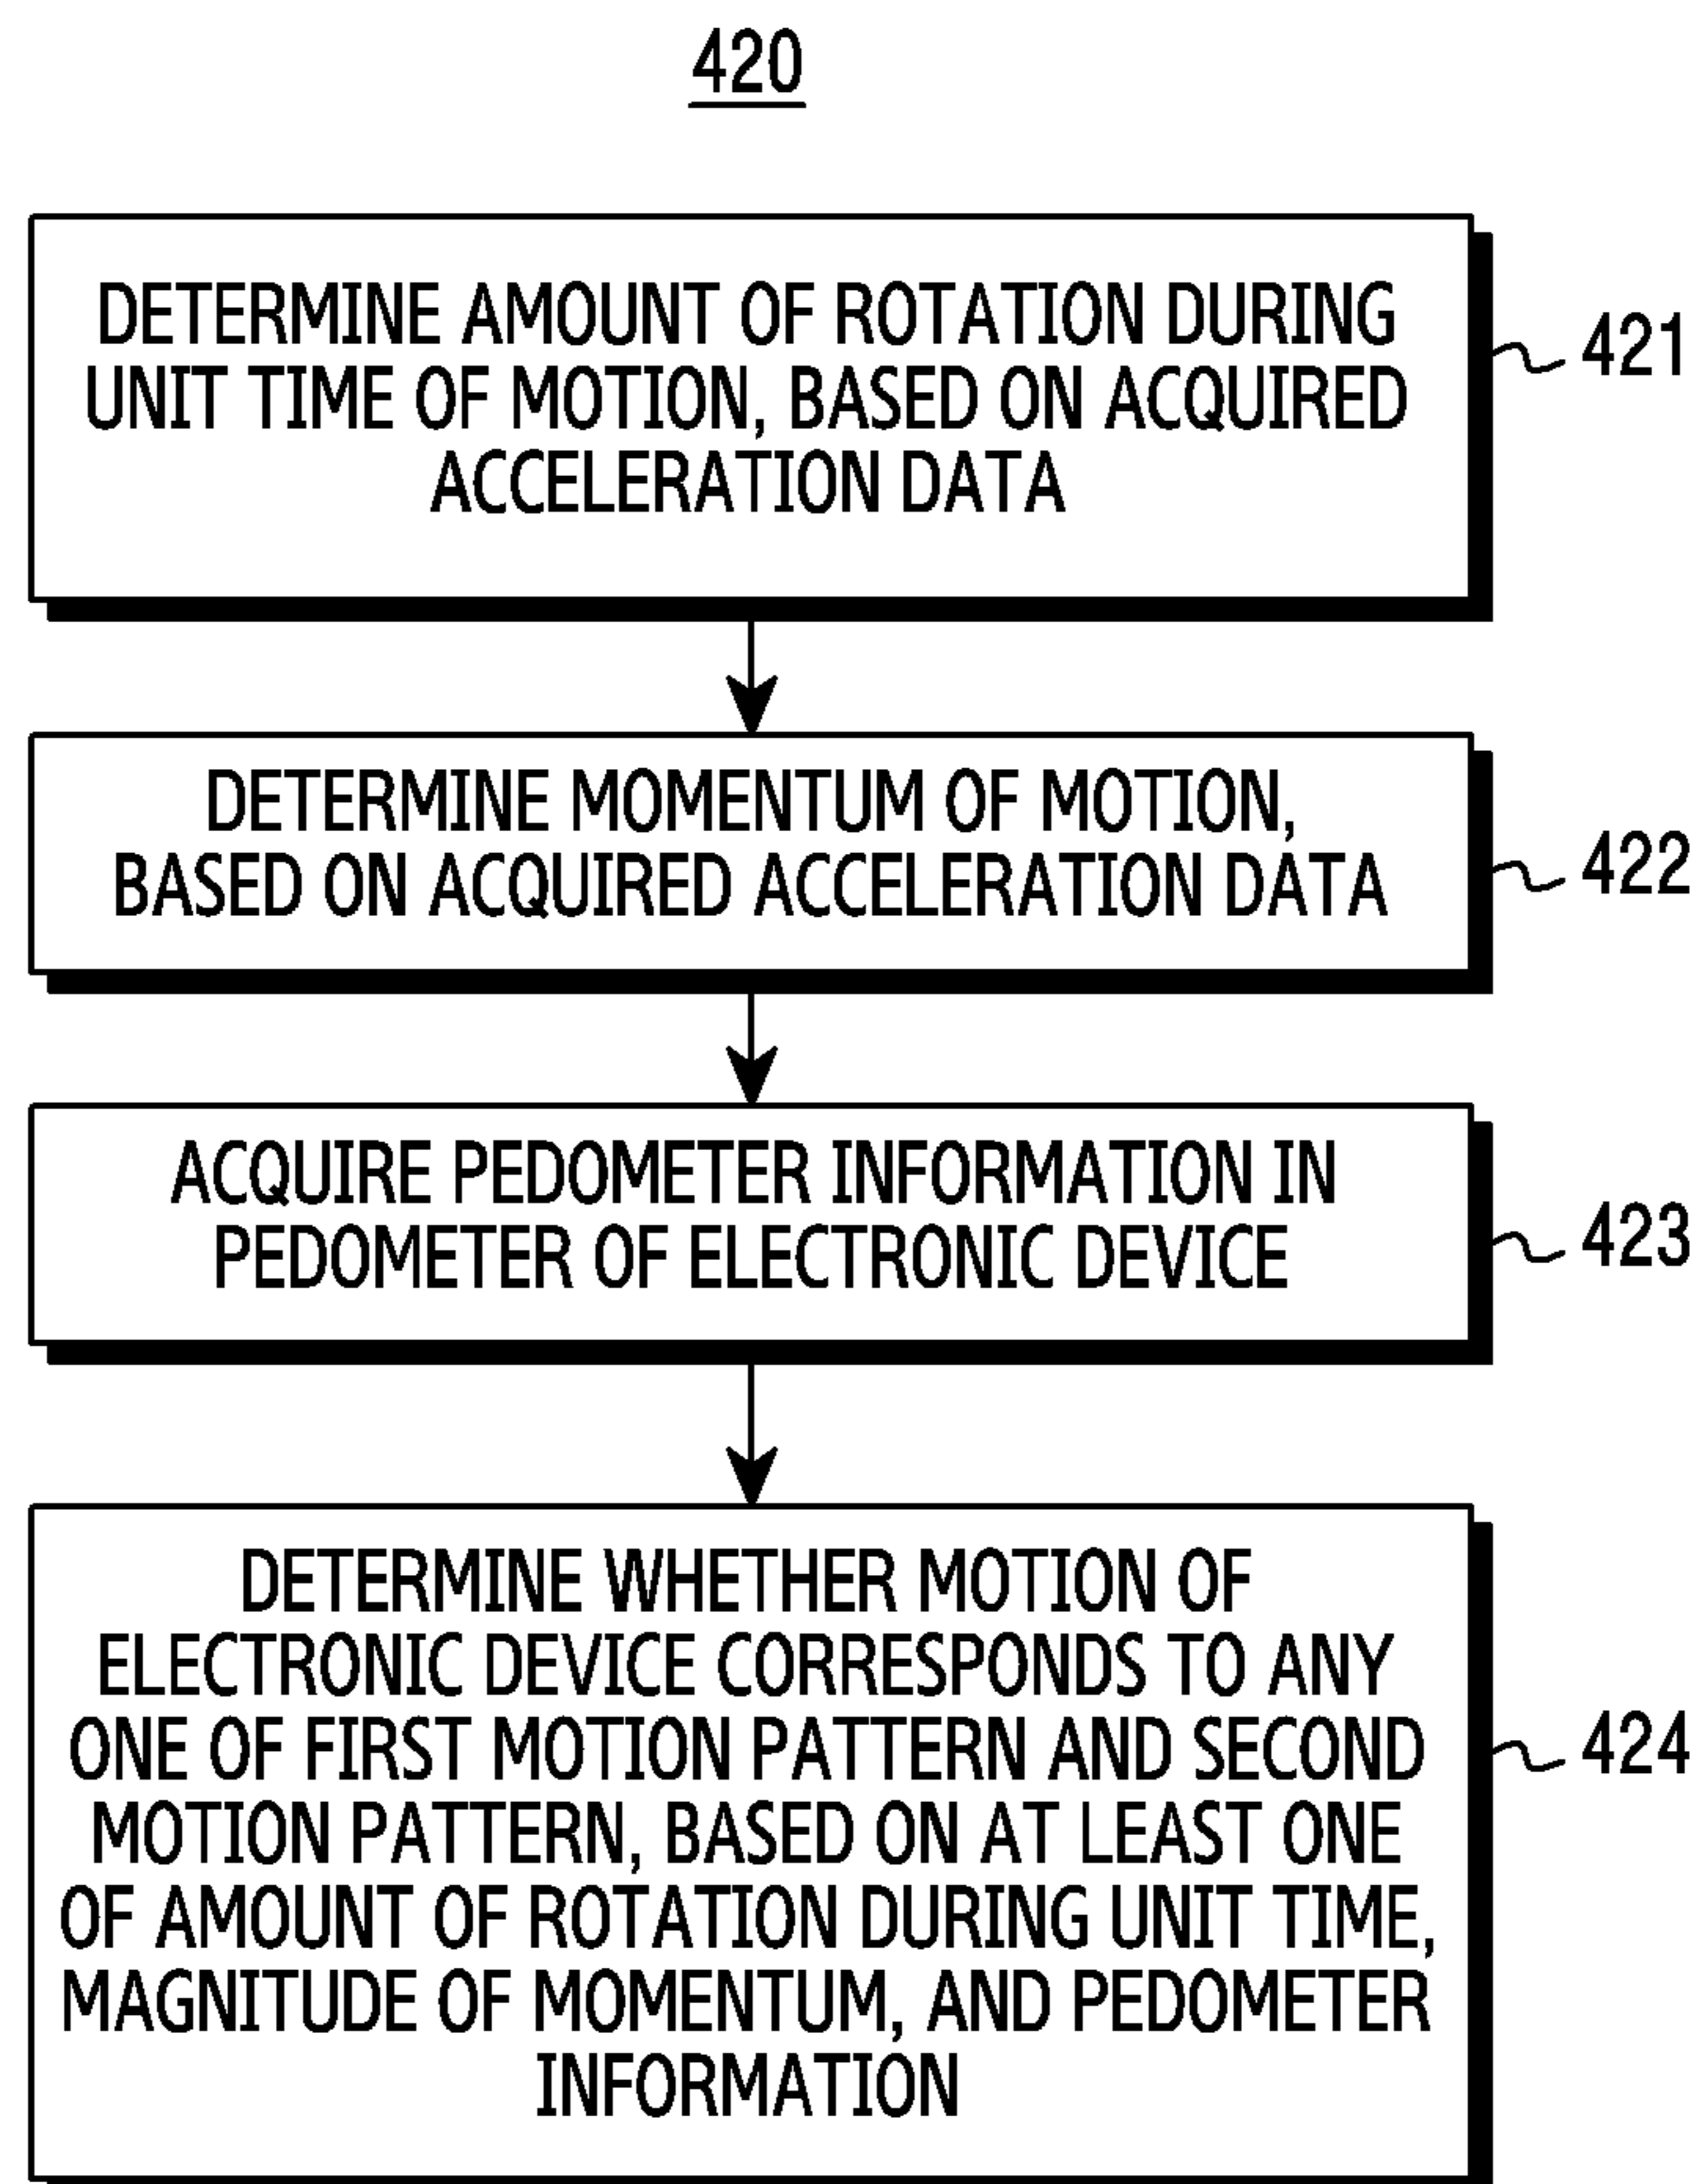 420
DETERMINE AMOUNT OF ROTATION DURING
UNIT TIME OF MOTION, BASED ON ACQUIRED
ACCELERATION DATA
421
DETERMINE MOMENTUM OF MOTION,
BASED ON ACQUIRED ACCELERATION DATA
422
ACQUIRE PEDOMETER INFORMATION IN
PEDOMETER OF ELECTRONIC DEVICE
423
DETERMINE WHETHER MOTION OF
ELECTRONIC DEVICE CORRESPONDS TO ANY
ONE OF FIRST MOTION PATTERN AND SECOND
MOTION PATTERN, BASED ON AT LEAST ONE
OF AMOUNT OF ROTATION DURING UNIT TIME,
MAGNITUDE OF MOMENTUM, AND PEDOMETER
INFORMATION
424